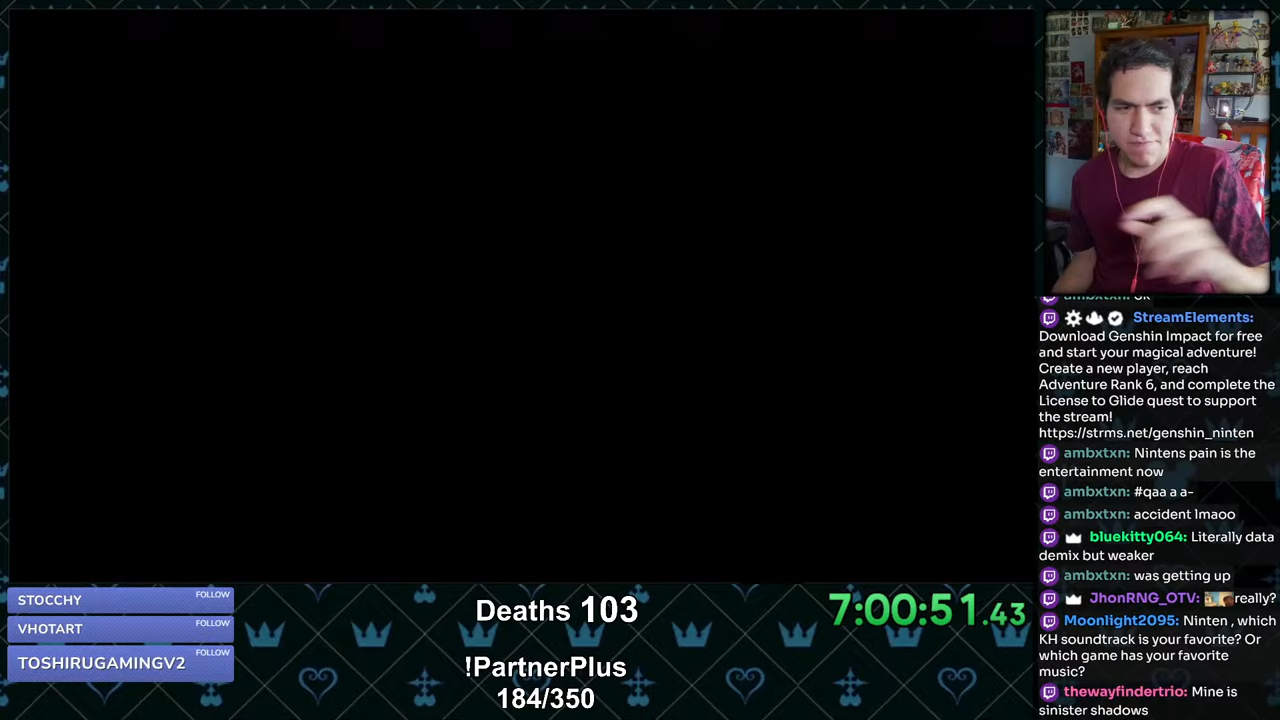 ambxtxn: Ok
StreamElements:
Download Genshin Impact for free
and start your magical adventure!
Create a new player, reach
Adventure Rank 6, and complete the
License to Glide quest to support
the stream!
https://strms.net/genshin_ninten
ambxtxn: Nintens pain is the
entertainment now
ambxtxn: #qaa a a-
ambxtxn: accident lmaoo
bluekitty064: Literally data
demix but weaker
ambxtxn: was getting up
JhonRNG_OTV: really?
Moonlight2095: Ninten , which
KH soundtrack is your favorite? Or
which game has your favorite
music?
thewayfindertrio: Mine is
sinister shadows
STOCCHY FOLLOW
VHOTART FOLLOW
TOSHIRUGAMINGV2 FOLLOW
Deaths 103
!PartnerPlus
184/350
7:00:51.43